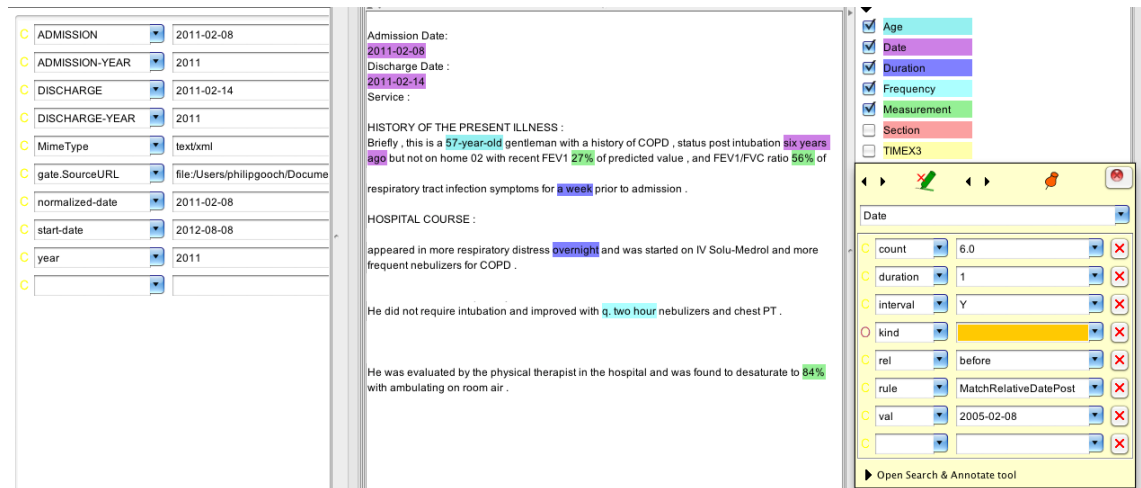 ADMISSION 2011-02-08
ADMISSION-YEAR 2011
DISCHARGE 2011-02-14
DISCHARGE-YEAR 2011
MimeType text/xml
gate.SourceURL file:/Users/philipgooch/Docume
normalized-date 2011-02-08
start-date 2012-08-08
year 2011
Admission Date:
2011-02-08
Discharge Date :
2011-02-14
Service :
HISTORY OF THE PRESENT ILLNESS :
Briefly , this is a 57-year-old gentleman with a history of COPD , status post intubation six years
ago but not on home 02 with recent FEV1 27% of predicted value , and FEV1/FVC ratio 56% of
respiratory tract infection symptoms for a week prior to admission .
HOSPITAL COURSE :
appeared in more respiratory distress overnight and was started on IV Solu-Medrol and more
frequent nebulizers for COPD .
He did not require intubation and improved with q. two hour nebulizers and chest PT .
He was evaluated by the physical therapist in the hospital and was found to desaturate to 84%
with ambulating on room air .
Age
Date
Duration
Frequency
Measurement
Section
TIMEX3
Date
C count 6.0
C duration 1
C interval Y
O kind
C rel before
C rule MatchRelativeDatePost
C val 2005-02-08
C
Open Search & Annotate tool